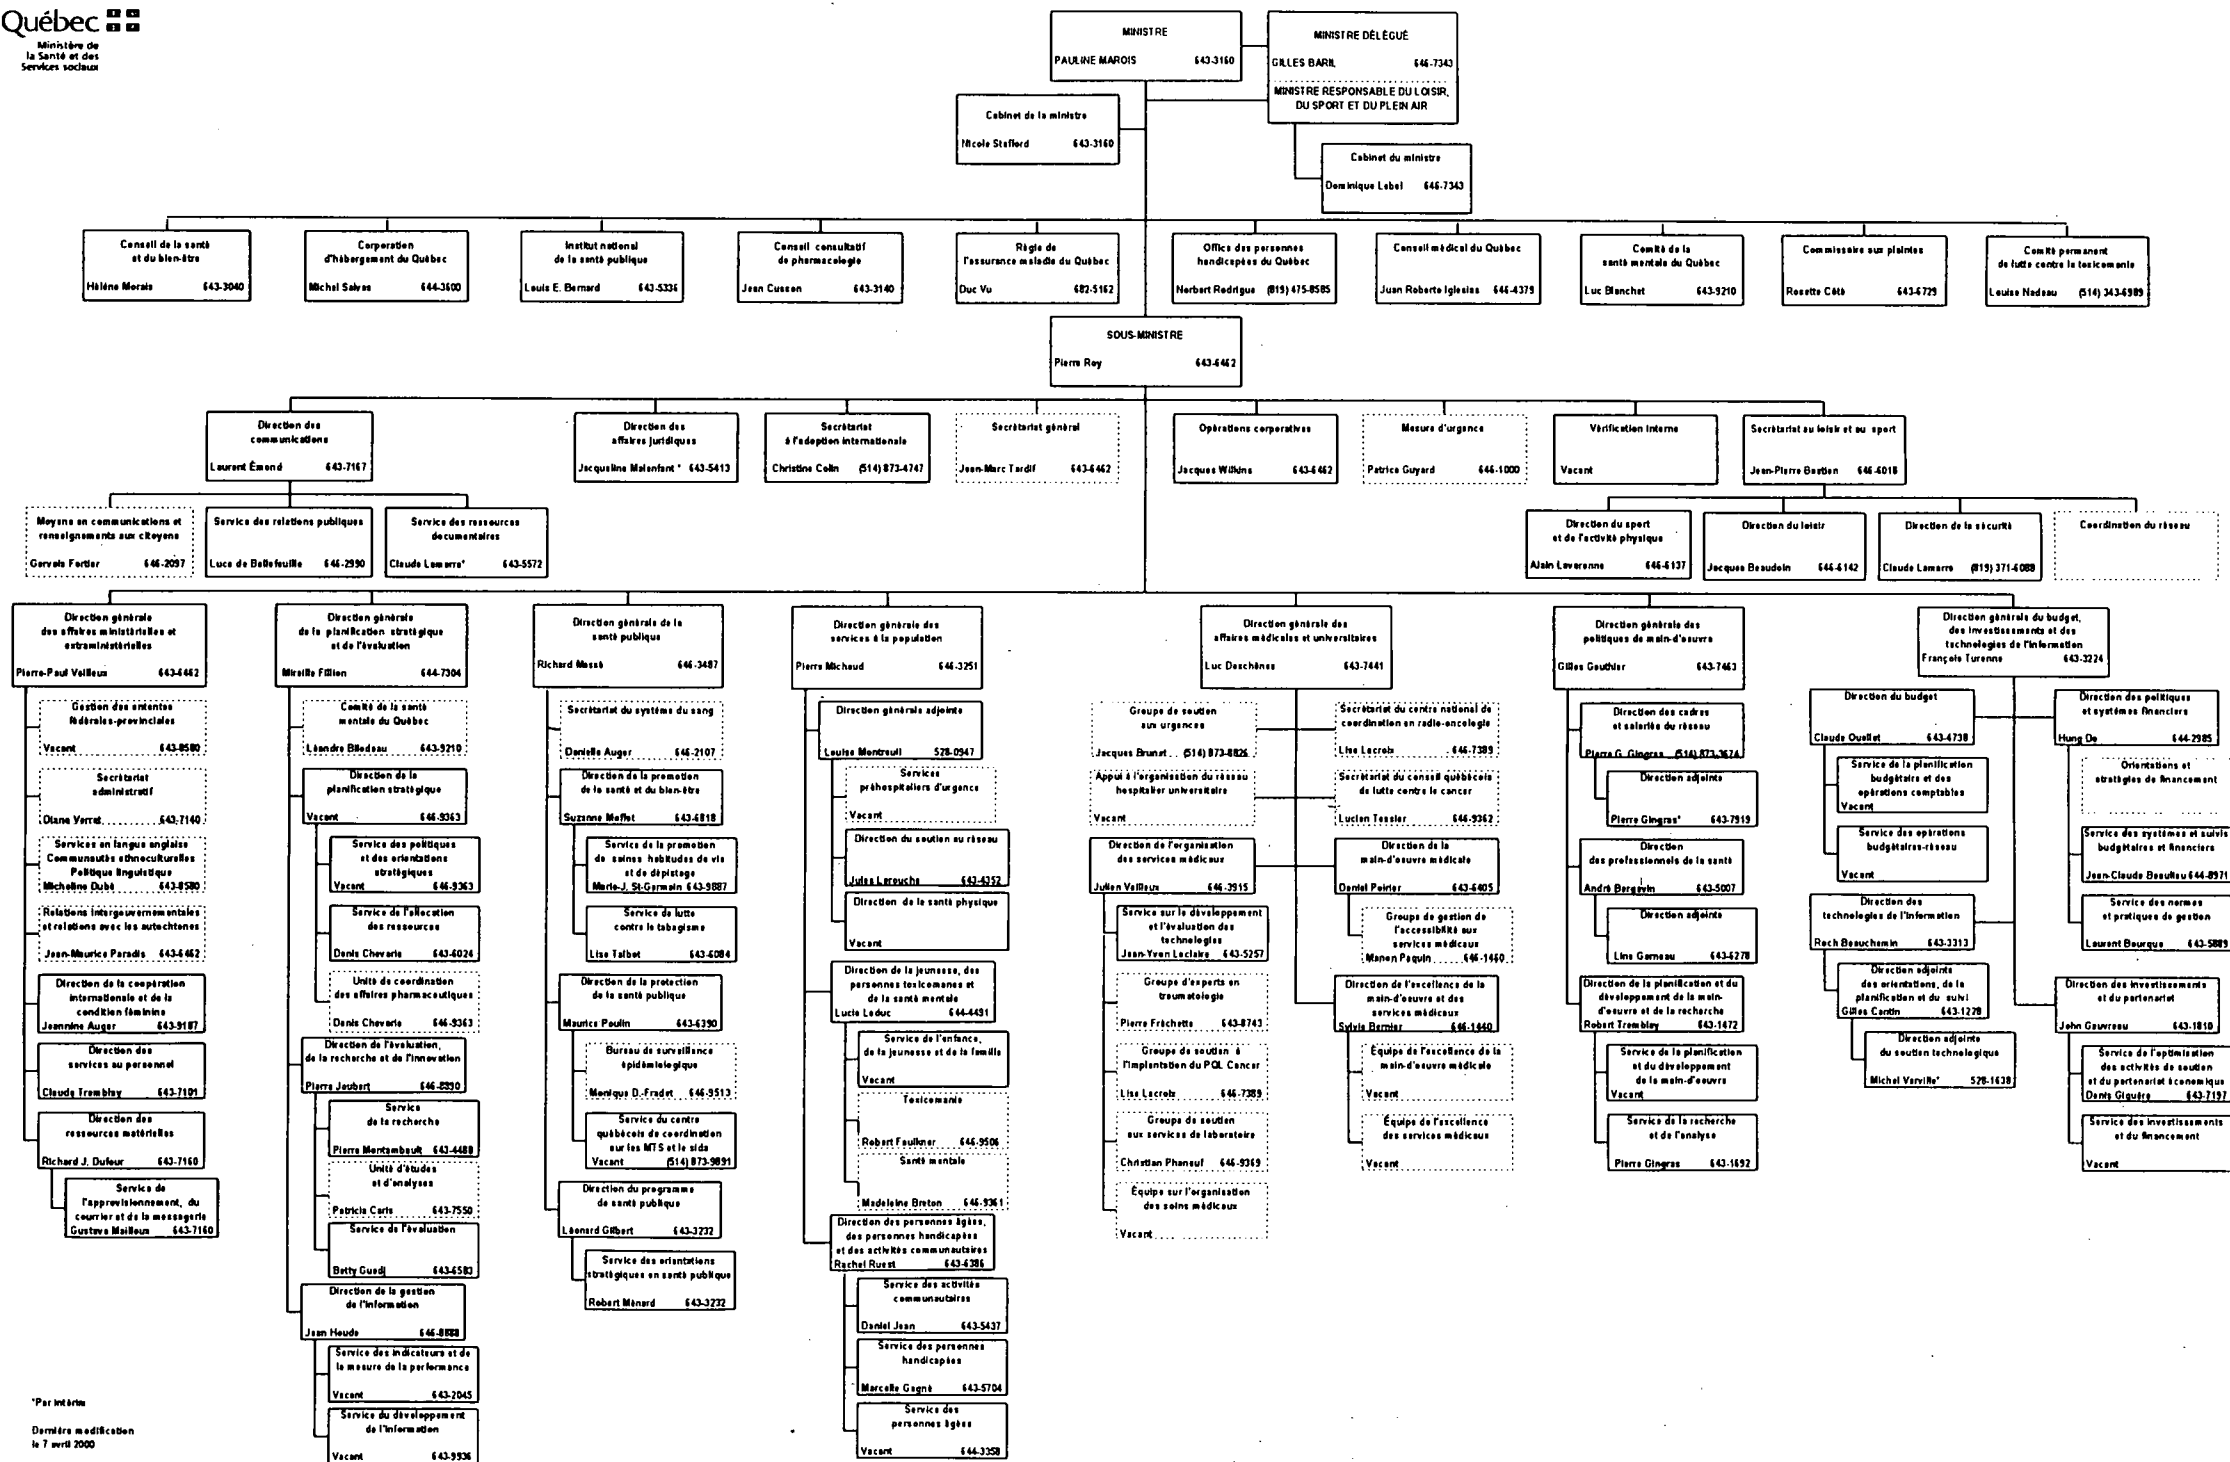 Québec
Ministère de
la Santé et des
Services sociaux
MINISTRE
PAULINE MAROIS 643-3160
MINISTRE DÉLÉGUÉ
GILLES BARIL 646-7343
MINISTRE RESPONSABLE DU LOISIR,
DU SPORT ET DU PLEIN AIR
Cabinet de la ministre
Nicole Stafford 643-3160
Cabinet du ministre
Dominique Lebel 646-7343
Conseil de la santé
et du bien-être
Hélène Morais 643-3040
Corporation
d'hébergement du Québec
Michel Salvas 644-3600
Institut national
de la santé publique
Louis E. Bernard 643-5336
Conseil consultatif
de pharmacologie
Jean Cusson 643-3140
Régie de
l'assurance maladie du Québec
Duc Vu 682-5162
Office des personnes
handicapées du Québec
Norbert Rodrigue (819) 475-8585
Conseil médical du Québec
Juan Roberto Iglesias 646-4379
Comité de la
santé mentale du Québec
Luc Blanchet 643-9210
Commissaire aux plaintes
Rosette Côté 643-6729
Comité permanent
de lutte contre la toxicomanie
Louise Nadeau (514) 343-6989
SOUS-MINISTRE
Pierre Roy 643-6462
Direction des
communications
Laurent Émond 643-7167
Direction des
affaires juridiques
Jacqueline Malenfant * 643-5413
Secrétariat
à l'adoption internationale
Christine Colin (514) 873-4747
Secrétariat général
Jean-Marc Tardif 643-6462
Opérations corporatives
Jacques Wilkins 643-6462
Mesure d'urgence
Patrice Guyard 646-1000
Vérification interne
Vacant
Secrétariat au loisir et au sport
Jean-Pierre Bastien 646-6018
Moyens en communications et
renseignements aux citoyens
Gervais Fortier 646-2097
Service des relations publiques
Luce de Bellefeuille 646-2990
Service des ressources
documentaires
Claude Lamarre* 643-5572
Direction du sport
et de l'activité physique
Alain Laveranne 646-6137
Direction du loisir
Jacques Beaudoin 646-6142
Direction de la sécurité
Claude Lamarre (819) 371-6088
Coordination du réseau
Direction générale
des affaires ministérielles et
extraministérielles
Pierre-Paul Veilleux 643-6462
Gestion des ententes
fédérales-provinciales
Vacant 643-8580
Secrétariat
administratif
Diane Verret 643-7140
Services en langue anglaise
Communautés ethnoculturelles
Politique linguistique
Micheline Dubé 643-8580
Relations intergouvernementales
et relations avec les autochtones
Jean-Maurice Paradis 643-6462
Direction de la coopération
internationale et de la
condition féminine
Jeannine Auger 643-9187
Direction des
services au personnel
Claude Tremblay 643-7101
Direction des
ressources matérielles
Richard J. Dufour 643-7160
Service de
l'approvisionnement, du
courrier et de la messagerie
Gustave Mailloux 643-7160
Direction générale
de la planification stratégique
et de l'évaluation
Mireille Fillion 644-7304
Comité de la santé
mentale du Québec
Léandre Bilodeau 643-9210
Direction de la
planification stratégique
Vacant 646-9363
Service des politiques
et des orientations
stratégiques
Vacant 646-9363
Service de l'allocation
des ressources
Denis Chevarie 643-6024
Unité de coordination
des affaires pharmaceutiques
Denis Chevarie 646-9363
Direction de l'évaluation,
de la recherche et de l'innovation
Pierre Joubert 646-8890
Service
de la recherche
Pierre Montambault 643-4488
Unité d'études
et d'analyses
Patricia Caris 643-7550
Service de l'évaluation
Betty Guedj 643-6583
Direction de la gestion
de l'information
Jean Houde 646-8888
Service des indicateurs et de
la mesure de la performance
Vacant 643-2045
Service du développement
de l'information
Vacant 643-9936
Direction générale de la
santé publique
Richard Massé 646-3487
Secrétariat du système du sang
Danielle Auger 646-2107
Direction de la promotion
de la santé et du bien-être
Suzanne Moffet 643-6818
Service de la promotion
de saines habitudes de vie
et de dépistage
Marie-J. St-Germain 643-9887
Service de lutte
contre le tabagisme
Lise Talbot 643-6084
Direction de la protection
de la santé publique
Maurice Poulin 643-6390
Bureau de surveillance
épidémiologique
Monique D.-Fradet 646-9513
Service du centre
québécois de coordination
sur les MTS et le sida
Vacant (514) 873-9891
Direction du programme
de santé publique
Léonard Gilbert 643-3232
Service des orientations
stratégiques en santé publique
Robert Ménard 643-3232
Direction générale des
services à la population
Pierre Michaud 646-3251
Direction générale adjointe
Louise Montreuil 528-0947
Services
préhospitaliers d'urgence
Vacant
Direction du soutien au réseau
Jules Larouche 643-4352
Direction de la santé physique
Vacant
Direction de la jeunesse, des
personnes toxicomanes et
de la santé mentale
Lucie Leduc 644-4491
Service de l'enfance,
de la jeunesse et de la famille
Vacant
Toxicomanie
Robert Faulkner 646-9506
Santé mentale
Madeleine Breton 646-9361
Direction des personnes âgées,
des personnes handicapées
et des activités communautaires
Rachel Ruest 643-6386
Service des activités
communautaires
Daniel Jean 643-5437
Service des personnes
handicapées
Marcelle Gagné 643-5704
Service des
personnes âgées
Vacant 644-3358
Direction générale des
affaires médicales et universitaires
Luc Deschênes 643-7441
Groupe de soutien
aux urgences
Jacques Brunet (514) 873-8826
Secrétariat du centre national de
coordination en radio-oncologie
Lise Lacroix 646-7389
Appui à l'organisation du réseau
hospitalier universitaire
Vacant
Secrétariat du conseil québécois
de lutte contre le cancer
Lucien Tessier 646-9362
Direction de l'organisation
des services médicaux
Julien Veilleux 646-3915
Direction de la
main-d'oeuvre médicale
Daniel Poirier 643-6405
Service sur le développement
et l'évaluation des
technologies
Jean-Yven Leclaire 643-5257
Groupe d'experts en
traumatologie
Pierre Fréchette 643-8743
Groupe de soutien à
l'implantation du PQL Cancer
Lise Lacroix 646-7389
Groupe de soutien
aux services de laboratoire
Christian Phaneuf 646-9369
Équipe sur l'organisation
des soins médicaux
Vacant
Groupe de gestion de
l'accessibilité aux
services médicaux
Manon Paquin 646-1460
Direction de l'excellence de la
main-d'oeuvre et des
services médicaux
Sylvie Bernier 646-1440
Équipe de l'excellence de la
main-d'oeuvre médicale
Vacant
Équipe de l'excellence
des services médicaux
Vacant
Direction générale des
politiques de main-d'oeuvre
Gilles Gauthier 643-7463
Direction des cadres
et salariés du réseau
Pierre G. Gingras (514) 873-3674
Direction adjointe
Pierre Gingras* 643-7919
Direction
des professionnels de la santé
André Bergevin 643-5007
Direction adjointe
Line Garneau 643-6278
Direction de la planification et du
développement de la main-
d'oeuvre et de la recherche
Robert Tremblay 643-1472
Service de la planification
et du développement
de la main-d'oeuvre
Vacant
Service de la recherche
et de l'analyse
Pierre Gingras 643-1692
Direction générale du budget,
des investissements et des
technologies de l'information
François Turenne 643-3224
Direction du budget
Claude Ouellet 643-4738
Service de la planification
budgétaire et des
opérations comptables
Vacant
Service des opérations
budgétaires-réseau
Vacant
Direction des
technologies de l'information
Roch Beauchemin 643-3313
Direction adjointe
des orientations, de la
planification et du suivi
Gilles Cantin 643-1229
Direction adjointe
du soutien technologique
Michel Verville* 528-1638
Direction des politiques
et systèmes financiers
Hung Do 644-2985
Orientations et
stratégies de financement
Service des systèmes et suivis
budgétaires et financiers
Jean-Claude Beaulieu 644-8971
Service des normes
et pratiques de gestion
Laurent Bourque 643-5889
Direction des investissements
et du partenariat
John Gauvreau 643-1810
Service de l'optimisation
des activités de soutien
et du partenariat économique
Denis Giguère 643-7197
Service des investissements
et du financement
Vacant
*Par intérim
Dernière modification
le 7 avril 2000